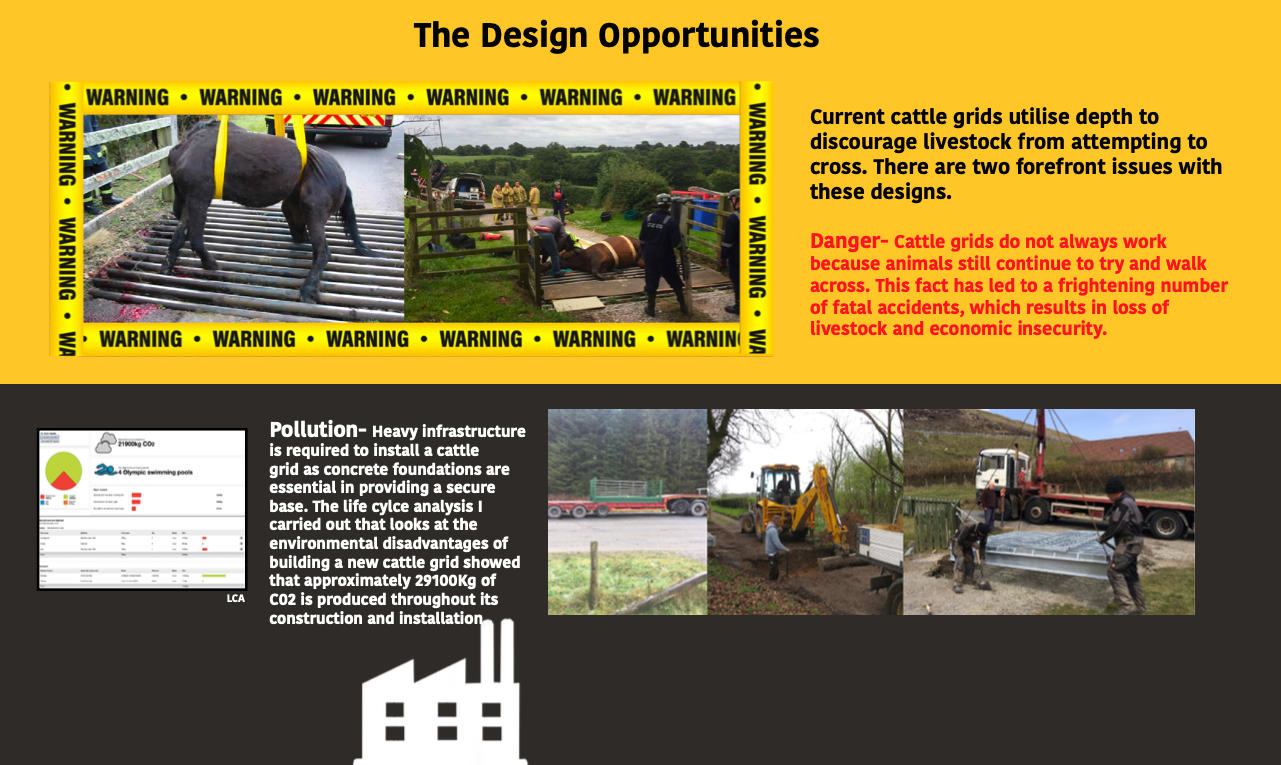 The Design Opportunities
WARNING • WARNING • WARNING • WARNING • WARNING • WARNING
• WARNING • WARNING • WA
• WARNING • WARNING • WA
WARNING • WARNING • WARNING • WARNING • WARNING • WARNIN
Current cattle grids utilise depth to
discourage livestock from attempting to
cross. There are two forefront issues with
these designs.
Danger- Cattle grids do not always work
because animals still continue to try and walk
across. This fact has led to a frightening number
of fatal accidents, which results in loss of
livestock and economic insecurity.
21900kg CO2
4 Olympic swimming pools
LCA
Pollution- Heavy infrastructure
is required to install a cattle
grid as concrete foundations are
essential in providing a secure
base. The life cylce analysis I
carried out that looks at the
environmental disadvantages of
building a new cattle grid showed
that approximately 29100Kg of
CO2 is produced throughout its
construction and installation